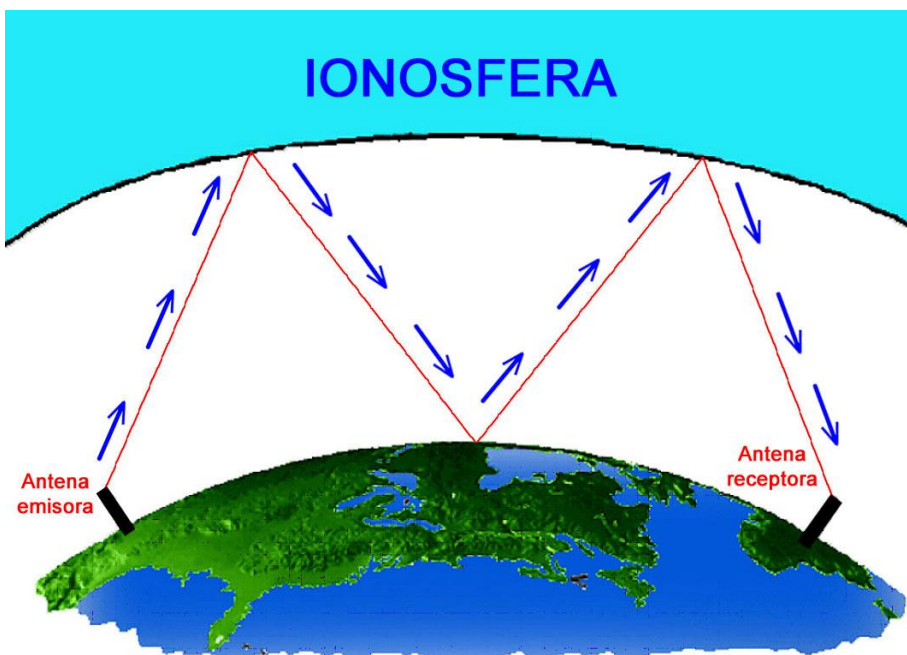 IONOSFERA
Antena
emisora
Antena
receptora